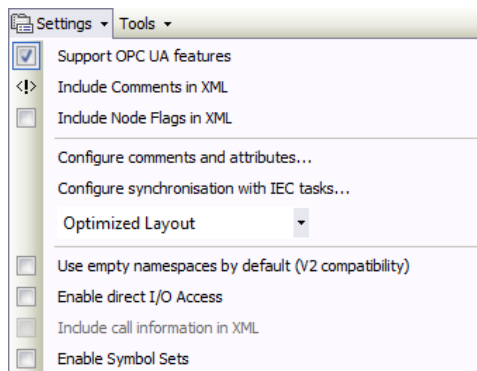 Settings Tools
Support OPC UA features
<!> Include Comments in XML
Include Node Flags in XML
Configure comments and attributes...
Configure synchronisation with IEC tasks...
Optimized Layout
Use empty namespaces by default (V2 compatibility)
Enable direct I/O Access
Include call information in XML
Enable Symbol Sets